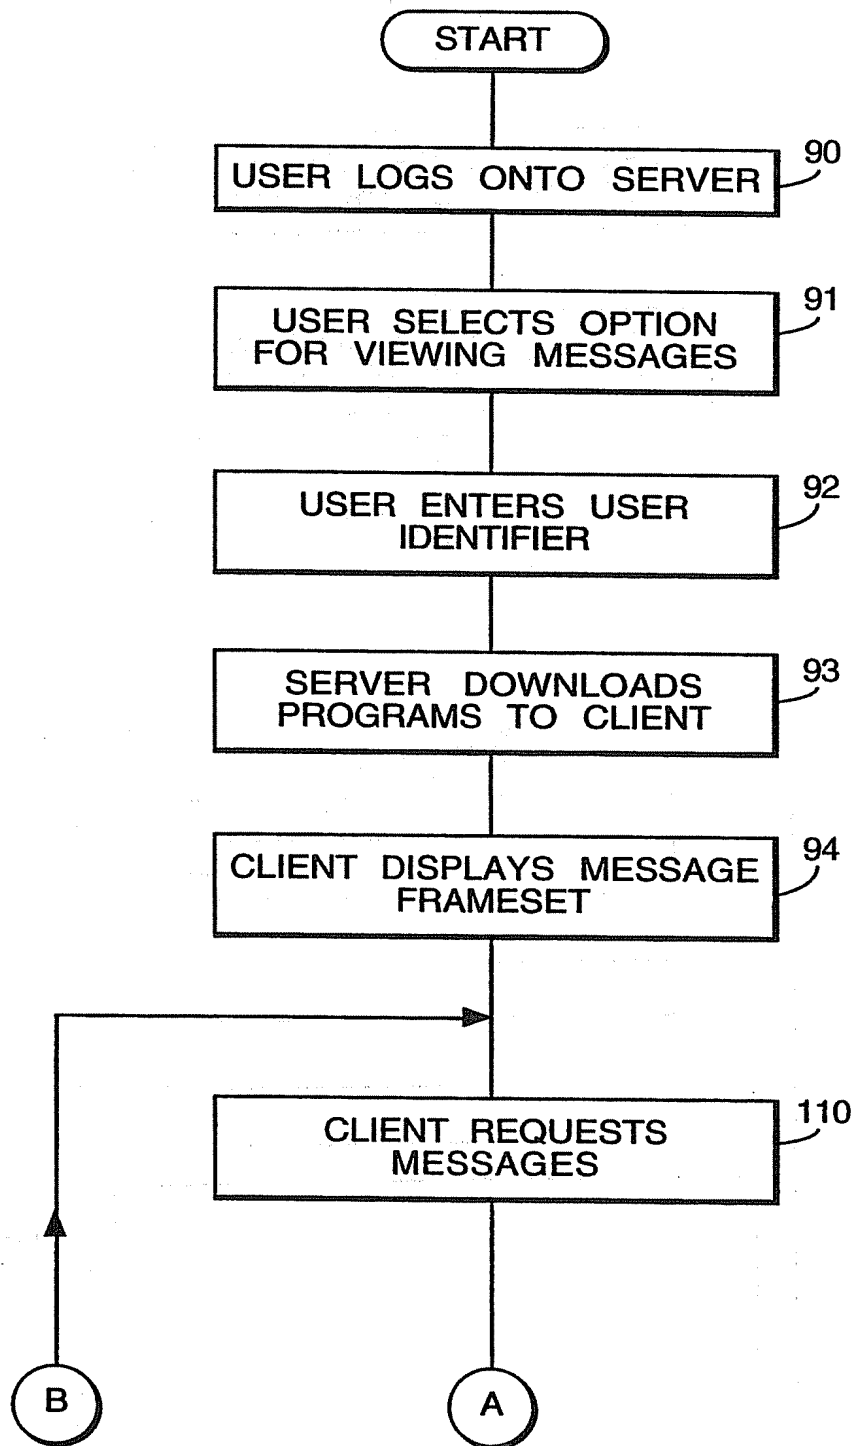 START
90
USER LOGS ONTO SERVER
91
USER SELECTS OPTION
FOR VIEWING MESSAGES
92
USER ENTERS USER
IDENTIFIER
93
SERVER DOWNLOADS
PROGRAMS TO CLIENT
94
CLIENT DISPLAYS MESSAGE
FRAMESET
110
CLIENT REQUESTS
MESSAGES
B
A